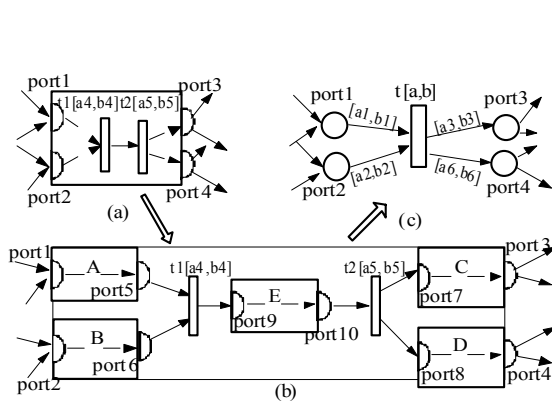 port1
t1[a4,b4]
t2[a5,b5]
port3
port2
port4
(a)
t[a,b]
port1
[a1,b1]
[a3,b3]
port3
port2
[a2,b2]
[a6,b6]
port4
(c)
port1
A
port5
t1[a4,b4]
E
port9
port10
t2[a5,b5]
C
port3
port7
B
port6
port2
D
port8
port4
(b)